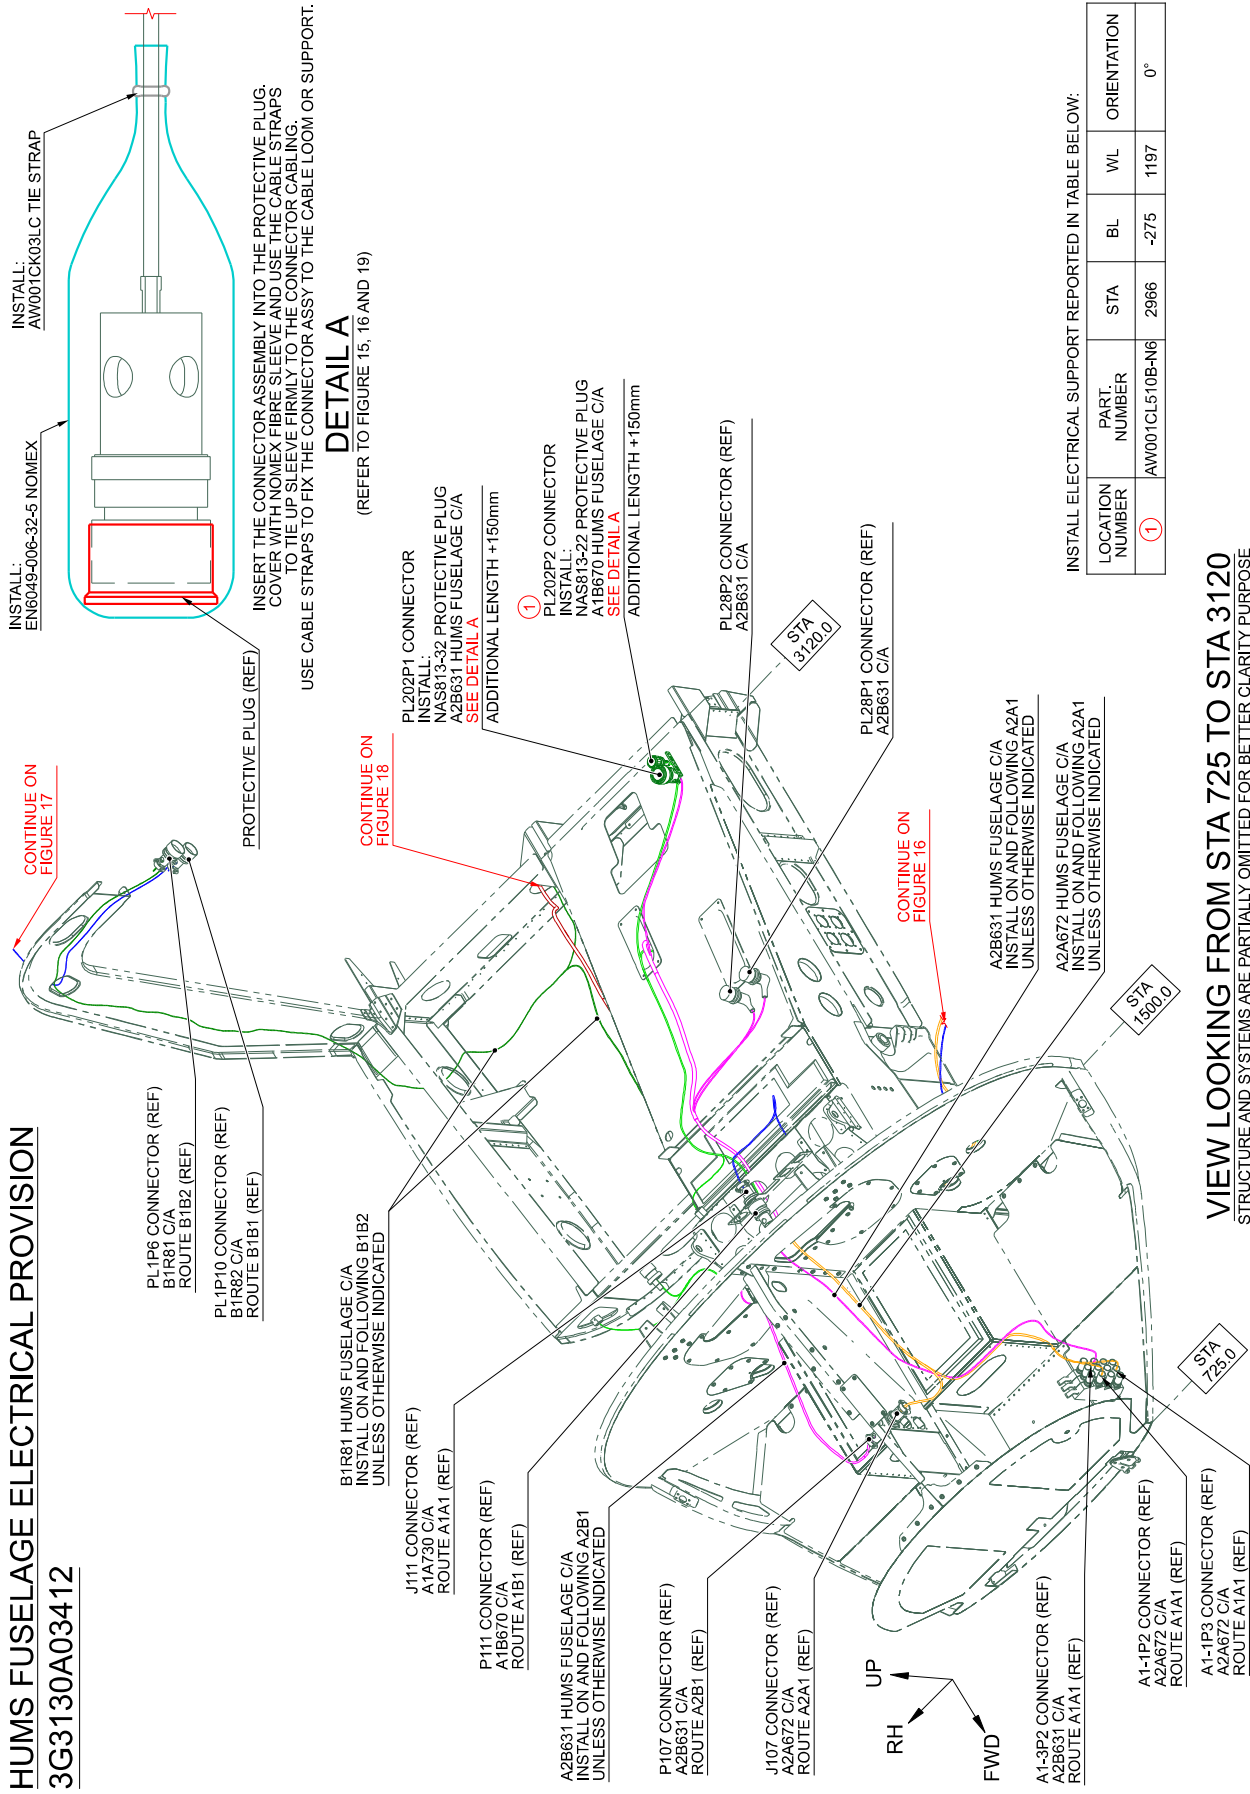 HUMS FUSELAGE ELECTRICAL PROVISION
3G3130A03412
INSTALL:
EN6049-006-32-5 NOMEX
INSTALL:
AW001CK03LC TIE STRAP
PROTECTIVE PLUG (REF)
INSERT THE CONNECTOR ASSEMBLY INTO THE PROTECTIVE PLUG.
COVER WITH NOMEX FIBRE SLEEVE AND USE THE CABLE STRAPS
TO TIE UP SLEEVE FIRMLY TO THE CONNECTOR CABLING.
USE CABLE STRAPS TO FIX THE CONNECTOR ASSY TO THE CABLE LOOM OR SUPPORT.
DETAIL A
(REFER TO FIGURE 15, 16 AND 19)
CONTINUE ON
FIGURE 17
PL1P6 CONNECTOR (REF)
B1R81 C/A
ROUTE B1B2 (REF)
PL1P10 CONNECTOR (REF)
B1R82 C/A
ROUTE B1B1 (REF)
CONTINUE ON
FIGURE 18
PL202P1 CONNECTOR
INSTALL:
NAS813-32 PROTECTIVE PLUG
A2B631 HUMS FUSELAGE C/A
SEE DETAIL A
ADDITIONAL LENGTH +150mm
1
PL202P2 CONNECTOR
INSTALL:
NAS813-22 PROTECTIVE PLUG
A1B670 HUMS FUSELAGE C/A
SEE DETAIL A
ADDITIONAL LENGTH +150mm
PL28P2 CONNECTOR (REF)
A2B631 C/A
STA
3120.0
PL28P1 CONNECTOR (REF)
A2B631 C/A
B1R81 HUMS FUSELAGE C/A
INSTALL ON AND FOLLOWING B1B2
UNLESS OTHERWISE INDICATED
J111 CONNECTOR (REF)
A1A730 C/A
ROUTE A1A1 (REF)
P111 CONNECTOR (REF)
A1B670 C/A
ROUTE A1B1 (REF)
A2B631 HUMS FUSELAGE C/A
INSTALL ON AND FOLLOWING A2B1
UNLESS OTHERWISE INDICATED
P107 CONNECTOR (REF)
A2B631 C/A
ROUTE A2B1 (REF)
J107 CONNECTOR (REF)
A2A672 C/A
ROUTE A2A1 (REF)
CONTINUE ON
FIGURE 16
A2B631 HUMS FUSELAGE C/A
INSTALL ON AND FOLLOWING A2A1
UNLESS OTHERWISE INDICATED
A2A672 HUMS FUSELAGE C/A
INSTALL ON AND FOLLOWING A2A1
UNLESS OTHERWISE INDICATED
STA
1500.0
STA
725.0
UP
RH
FWD
A1-3P2 CONNECTOR (REF)
A2B631 C/A
ROUTE A1A1 (REF)
A1-1P2 CONNECTOR (REF)
A2A672 C/A
ROUTE A1A1 (REF)
A1-1P3 CONNECTOR (REF)
A2A672 C/A
ROUTE A1A1 (REF)
INSTALL ELECTRICAL SUPPORT REPORTED IN TABLE BELOW:
LOCATION NUMBER PART. NUMBER STA BL WL ORIENTATION
1 AW001CL510B-N6 2966 -275 1197 0°
VIEW LOOKING FROM STA 725 TO STA 3120
STRUCTURE AND SYSTEMS ARE PARTIALLY OMITTED FOR BETTER CLARITY PURPOSE